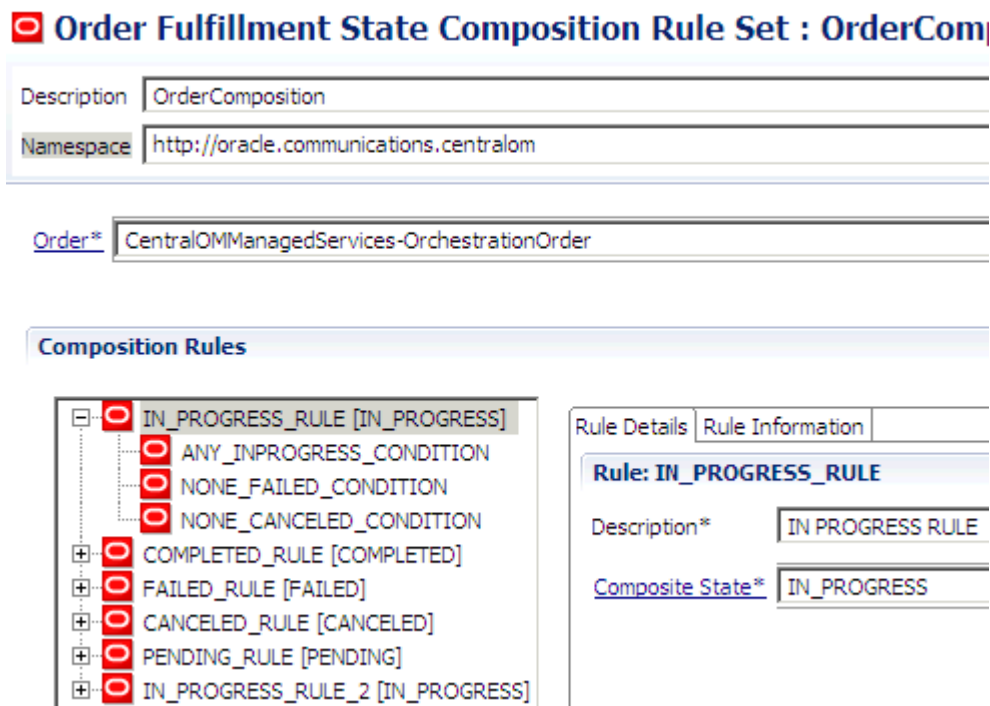 Order Fulfillment State Composition Rule Set : OrderComp
Description OrderComposition
Namespace http://oracle.communications.centralom
Order* CentralOMManagedServices-OrchestrationOrder
Composition Rules
IN_PROGRESS_RULE [IN_PROGRESS]
ANY_INPROGRESS_CONDITION
NONE_FAILED_CONDITION
NONE_CANCELED_CONDITION
COMPLETED_RULE [COMPLETED]
FAILED_RULE [FAILED]
CANCELED_RULE [CANCELED]
PENDING_RULE [PENDING]
IN_PROGRESS_RULE_2 [IN_PROGRESS]
Rule Details Rule Information
Rule: IN_PROGRESS_RULE
Description* IN PROGRESS RULE
Composite State* IN_PROGRESS